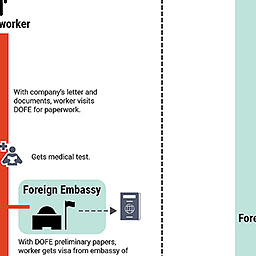 worker
With company's letter and
documents, worker visits
DOFE for paperwork.
Gets medical test.
Foreign Embassy
With DOFE preliminary papers,
worker gets visa from embassy of
Fore